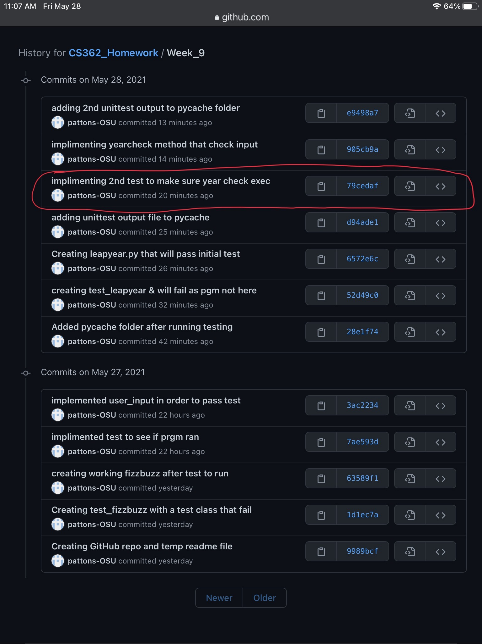 11:07 AM Fri May 28 64%
github.com
History for CS362_Homework / Week_9
Commits on May 28, 2021
adding 2nd unittest output to pycache folder
pattons-OSU committed 13 minutes ago
e9498a7
implimenting yearcheck method that check input
pattons-OSU committed 14 minutes ago
905cb9a
implimenting 2nd test to make sure year check exec
pattons-OSU committed 20 minutes ago
79cedaf
adding unittest output file to pycache
pattons-OSU committed 25 minutes ago
d94ade1
Creating leapyear.py that will pass initial test
pattons-OSU committed 26 minutes ago
6572e6c
creating test_leapyear & will fail as pgm not here
pattons-OSU committed 32 minutes ago
52d49c0
Added pycache folder after running testing
pattons-OSU committed 42 minutes ago
28e1f74
Commits on May 27, 2021
implemented user_input in order to pass test
pattons-OSU committed 22 hours ago
3ac2234
implimented test to see if prgm ran
pattons-OSU committed 22 hours ago
7ae593d
creating working fizzbuzz after test to run
pattons-OSU committed yesterday
63589f1
Creating test_fizzbuzz with a test class that fail
pattons-OSU committed yesterday
1d1ec7a
Creating GitHub repo and temp readme file
pattons-OSU committed yesterday
9989bcf
Newer Older